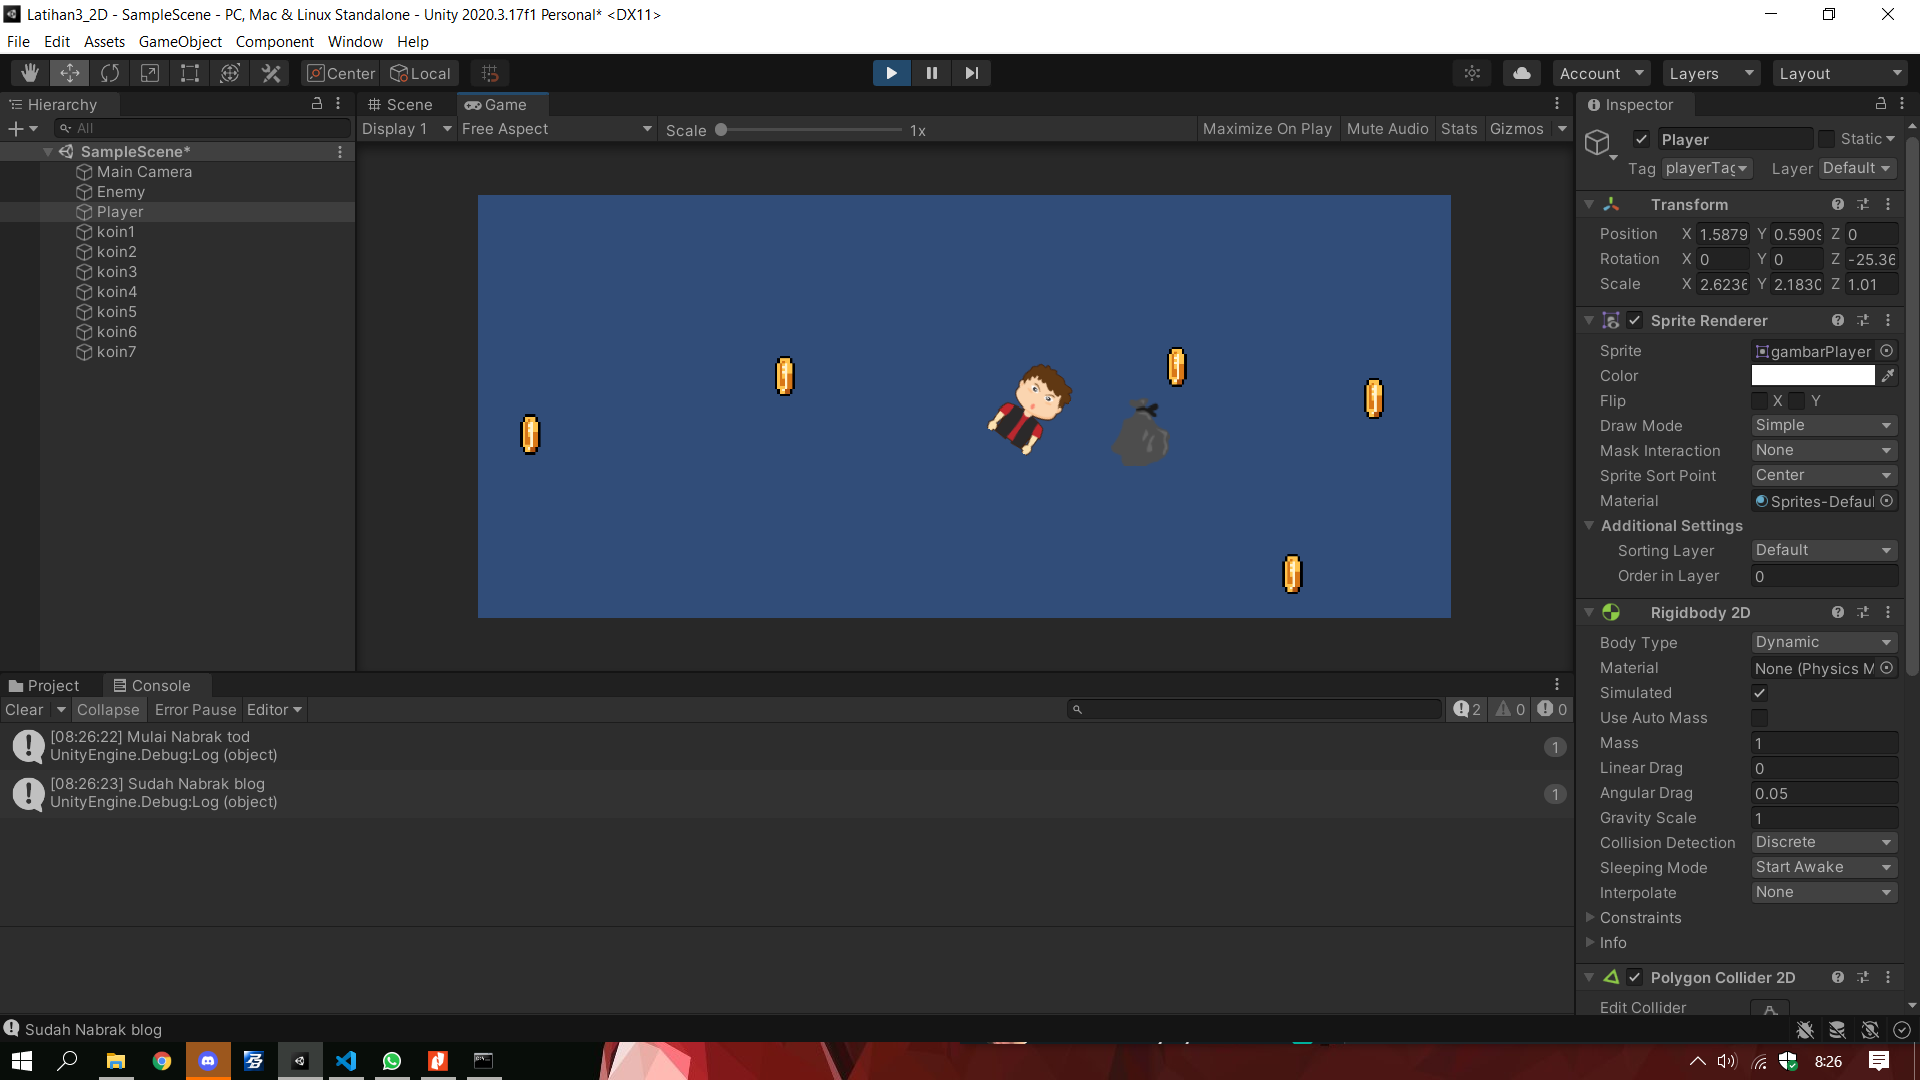 Latihan3_2D - SampleScene - PC, Mac & Linux Standalone - Unity 2020.3.17f1 Personal* <DX11>
File Edit Assets GameObject Component Window Help
Center Local Account Layers Layout
Hierarchy
All
SampleScene*
Main Camera
Enemy
Player
koin1
koin2
koin3
koin4
koin5
koin6
koin7
Scene Game
Display 1 Free Aspect Scale 1x Maximize On Play Mute Audio Stats Gizmos
Inspector
Player Static
Tag playerTag Layer Default
Transform
Position X 1.5879 Y 0.5909 Z 0
Rotation X 0 Y 0 Z -25.36
Scale X 2.6236 Y 2.1830 Z 1.01
Sprite Renderer
Sprite gambarPlayer
Color
Flip X Y
Draw Mode Simple
Mask Interaction None
Sprite Sort Point Center
Material Sprites-Defaul
Additional Settings
Sorting Layer Default
Order in Layer 0
Rigidbody 2D
Body Type Dynamic
Material None (Physics M
Simulated
Use Auto Mass
Mass 1
Linear Drag 0
Angular Drag 0.05
Gravity Scale 1
Collision Detection Discrete
Sleeping Mode Start Awake
Interpolate None
Constraints
Info
Polygon Collider 2D
Edit Collider
Project Console
Clear Collapse Error Pause Editor 2 0 0
[08:26:22] Mulai Nabrak tod
UnityEngine.Debug:Log (object)
1
[08:26:23] Sudah Nabrak blog
UnityEngine.Debug:Log (object)
1
Sudah Nabrak blog
8:26